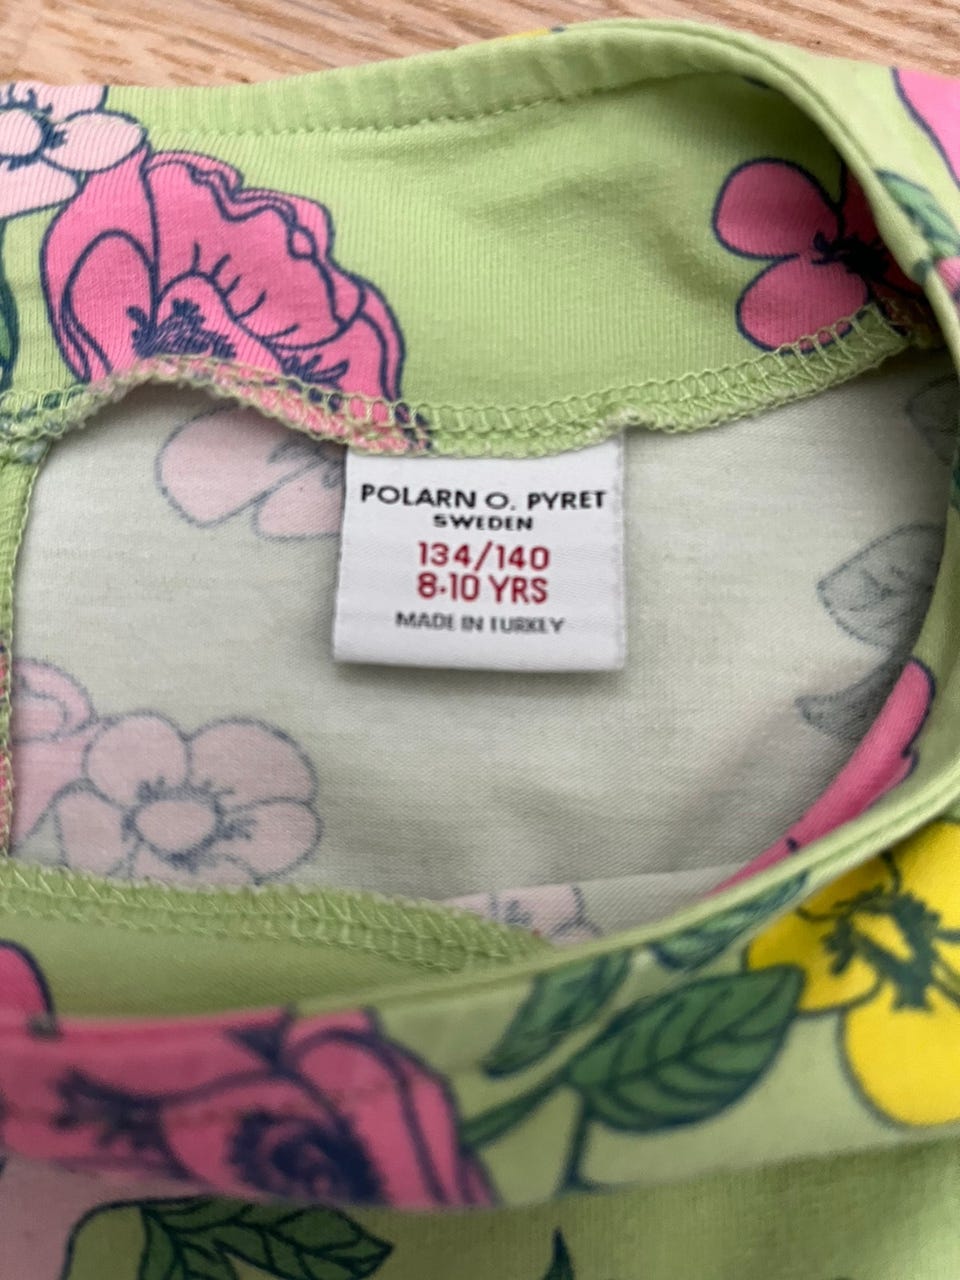 POLARN O. PYRET
SWEDEN
134/140
8-10 YRS
MADE IN TURKEY